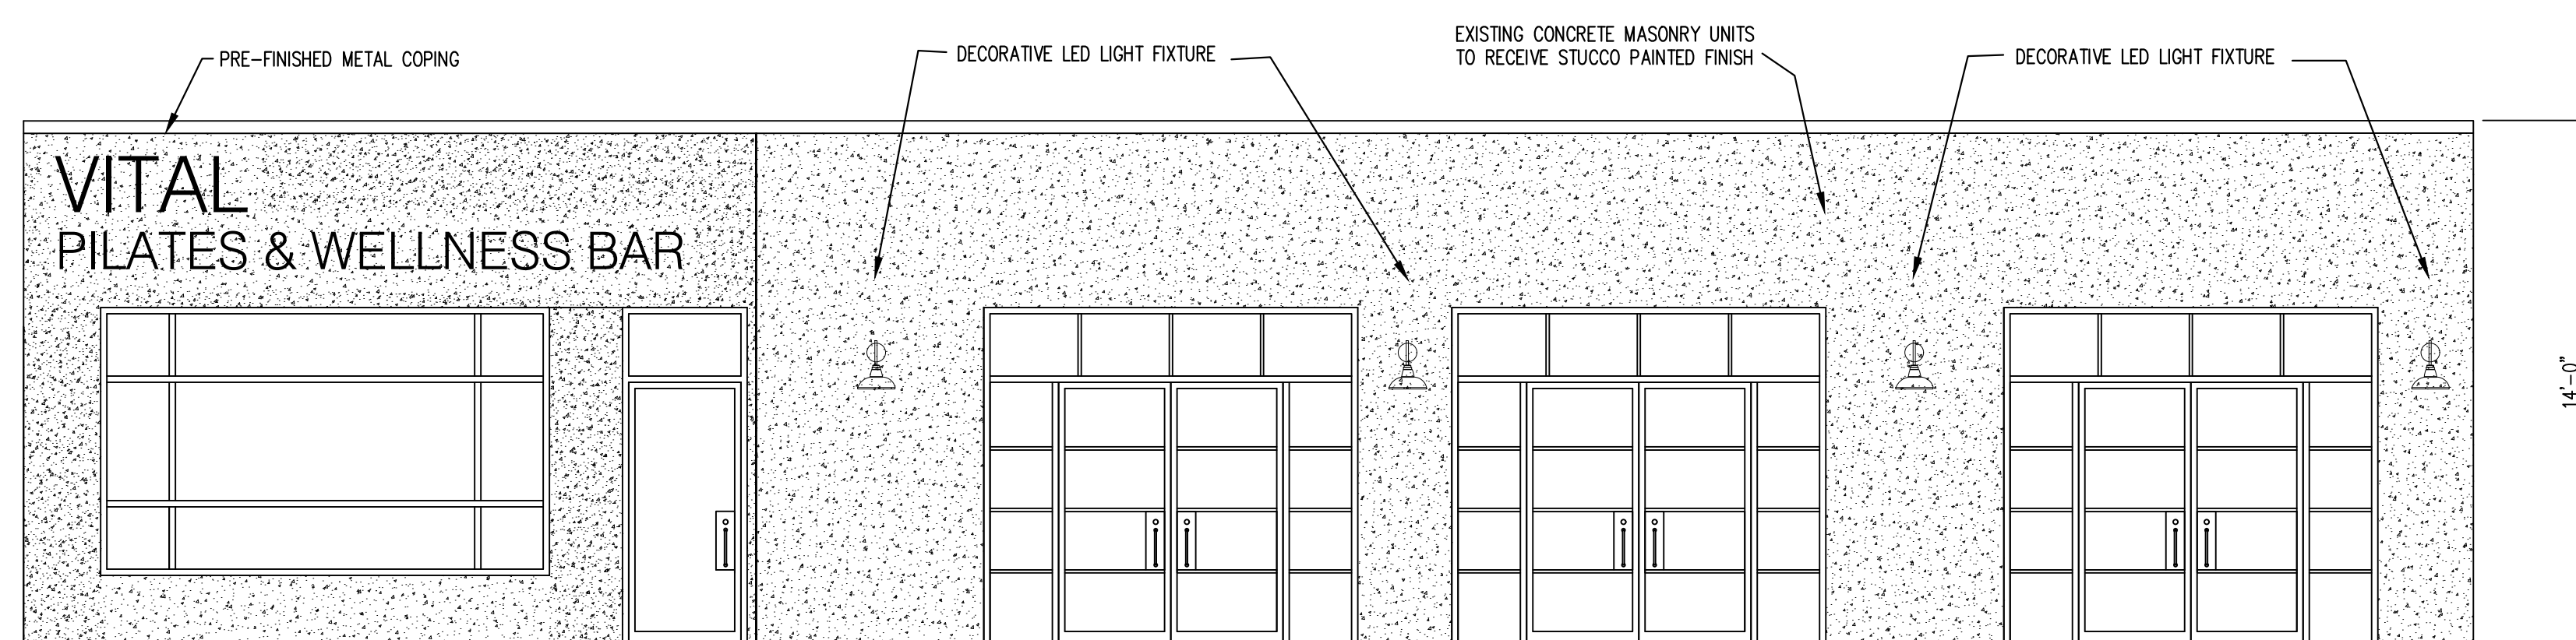 PRE-FINISHED METAL COPING
DECORATIVE LED LIGHT FIXTURE
EXISTING CONCRETE MASONRY UNITS
TO RECEIVE STUCCO PAINTED FINISH
DECORATIVE LED LIGHT FIXTURE
VITAL
PILATES & WELLNESS BAR
14'-0"